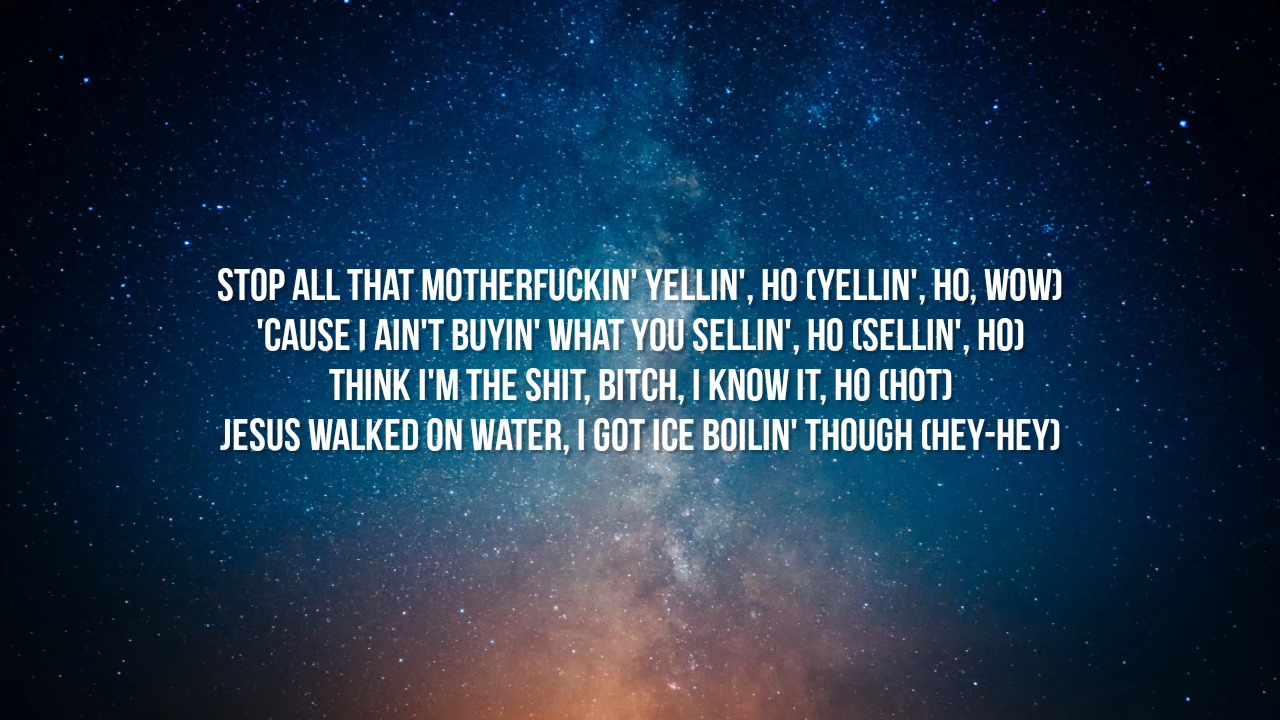 STOP ALL THAT MOTHERFUCKIN' YELLIN', HO (YELLIN', HO, WOW)
'CAUSE I AIN'T BUYIN' WHAT YOU SELLIN', HO (SELLIN', HO)
THINK I'M THE SHIT, BITCH, I KNOW IT, HO (HOT)
JESUS WALKED ON WATER, I GOT ICE BOILIN' THOUGH (HEY-HEY)